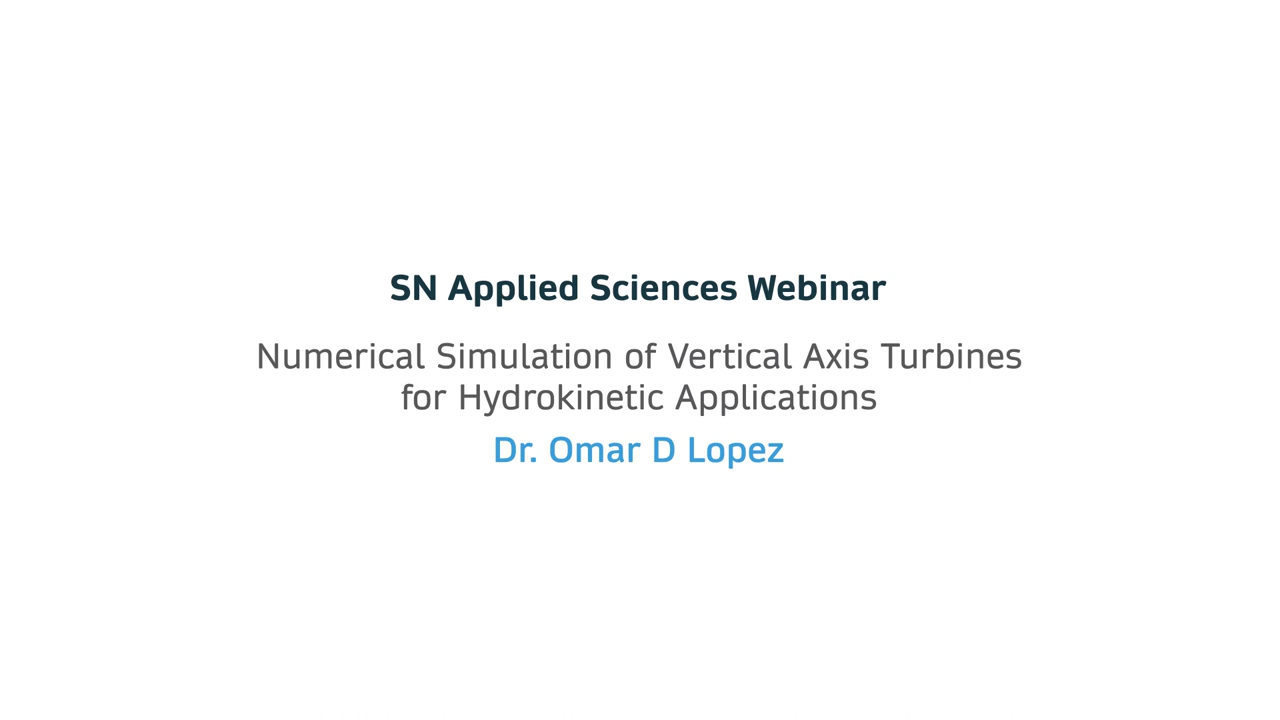 SN Applied Sciences Webinar
Numerical Simulation of Vertical Axis Turbines
for Hydrokinetic Applications
Dr. Omar D Lopez